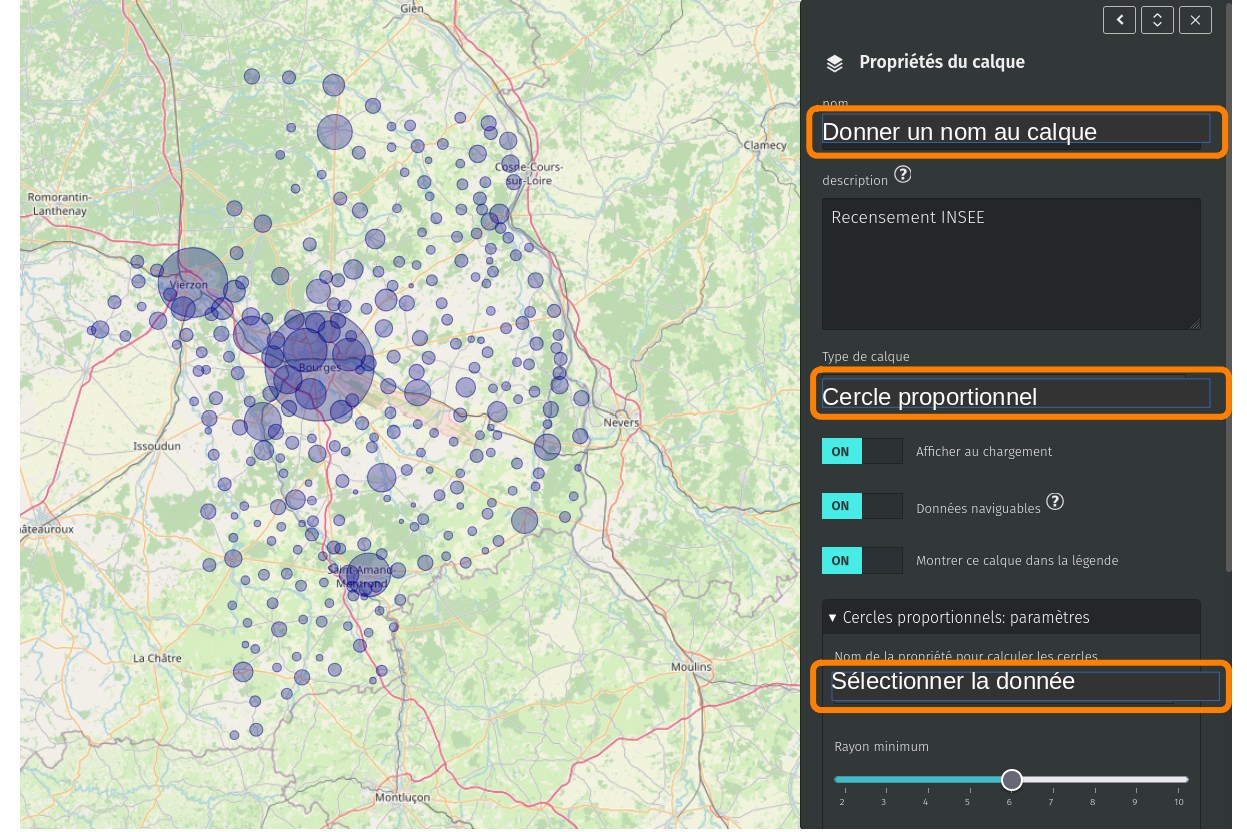 Gien
Clamecy
Cosne-Cours-
sur-Loire
Romorantin-
Lanthenay
Vierzon
Bourges
Nevers
Issoudun
âteauroux
Saint-Amand-
Montrond
La Châtre
Moulins
Montluçon
Propriétés du calque
nom
Donner un nom au calque
description ?
Recensement INSEE
Type de calque
Cercle proportionnel
ON Afficher au chargement
ON Données naviguables ?
ON Montrer ce calque dans la légende
▼ Cercles proportionnels: paramètres
Nom de la propriété pour calculer les cercles
Sélectionner la donnée
Rayon minimum
2 3 4 5 6 7 8 9 10